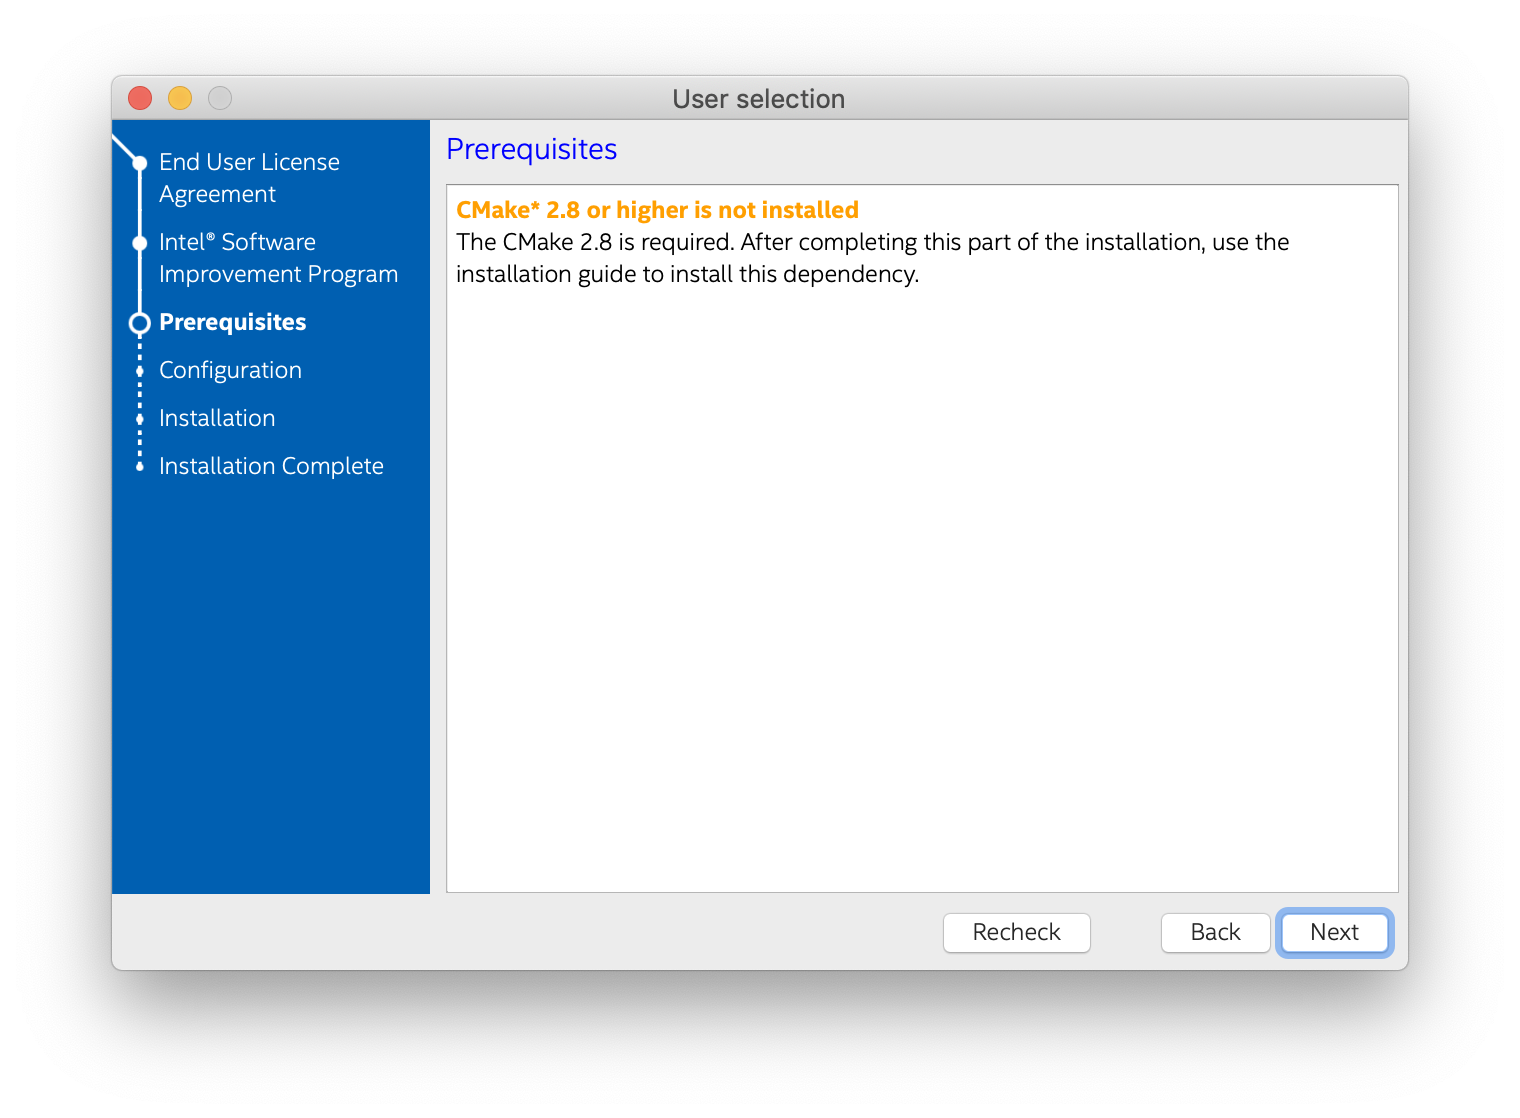 User selection
End User License
Agreement
Intel® Software
Improvement Program
Prerequisites
Configuration
Installation
Installation Complete
Prerequisites
CMake* 2.8 or higher is not installed
The CMake 2.8 is required. After completing this part of the installation, use the
installation guide to install this dependency.
Recheck
Back
Next